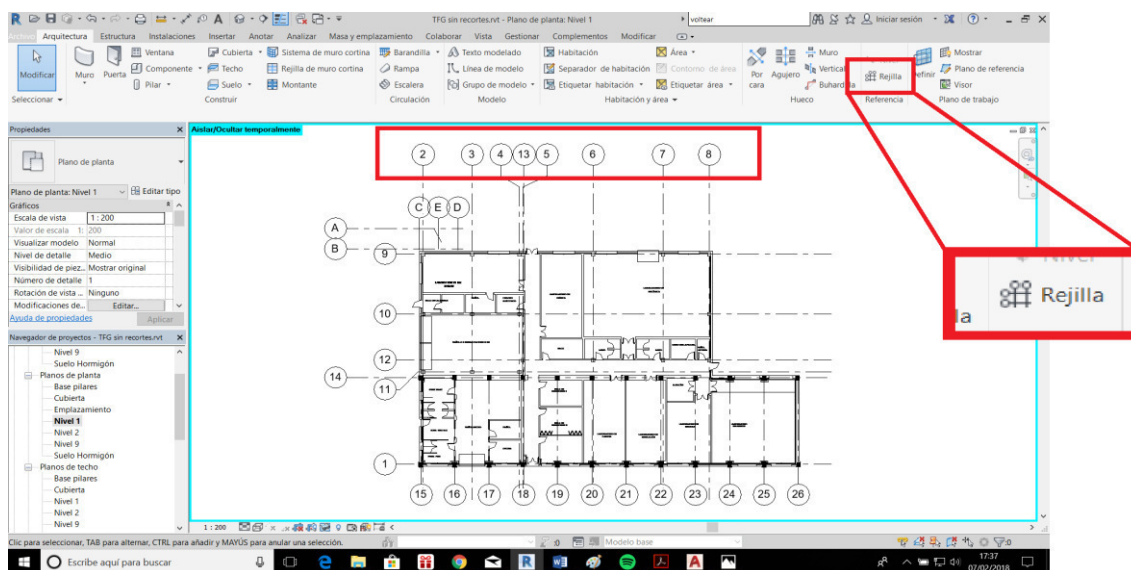 TFG sin recortes.rvt - Plano de planta: Nivel 1
voltear
Iniciar sesión
Archivo Arquitectura Estructura Instalaciones Insertar Anotar Analizar Masa y emplazamiento Colaborar Vista Gestionar Complementos Modificar
Modificar
Muro
Puerta
Ventana
Componente
Pilar
Cubierta
Techo
Suelo
Sistema de muro cortina
Rejilla de muro cortina
Montante
Barandilla
Rampa
Escalera
Texto modelado
Línea de modelo
Grupo de modelo
Habitación
Separador de habitación
Etiquetar habitación
Área
Contorno de área
Etiquetar área
Por cara
Agujero
Muro
Vertical
Rejilla
Mostrar
Plano de referencia
Visor
Seleccionar Construir Circulación Modelo Habitación y área Hueco Referencia Plano de trabajo
Propiedades
Plano de planta
Plano de planta: Nivel 1 Editar tipo
Gráficos
Escala de vista 1 : 200
Valor de escala 1: 200
Visualizar modelo Normal
Nivel de detalle Medio
Visibilidad de piez... Mostrar original
Número de detalle 1
Rotación de vista ... Ninguno
Modificaciones de... Editar...
Ayuda de propiedades Aplicar
Navegador de proyectos - TFG sin recortes.rvt
Nivel 9
Suelo Hormigón
Planos de planta
Base pilares
Cubierta
Emplazamiento
Nivel 1
Nivel 2
Nivel 9
Suelo Hormigón
Planos de techo
Base pilares
Cubierta
Nivel 1
Nivel 2
Nivel 9
Aislar/Ocultar temporalmente
2 3 4 13 5 6 7 8
C E D
A
B
9
10
12
14
11
1
15 16 17 18 19 20 21 22 23 24 25 26
Rejilla
1 : 200
Clic para seleccionar, TAB para alternar, CTRL para añadir y MAYÚS para anular una selección.
:0
Modelo base
:0
Escribe aquí para buscar
17:37
07/02/2018